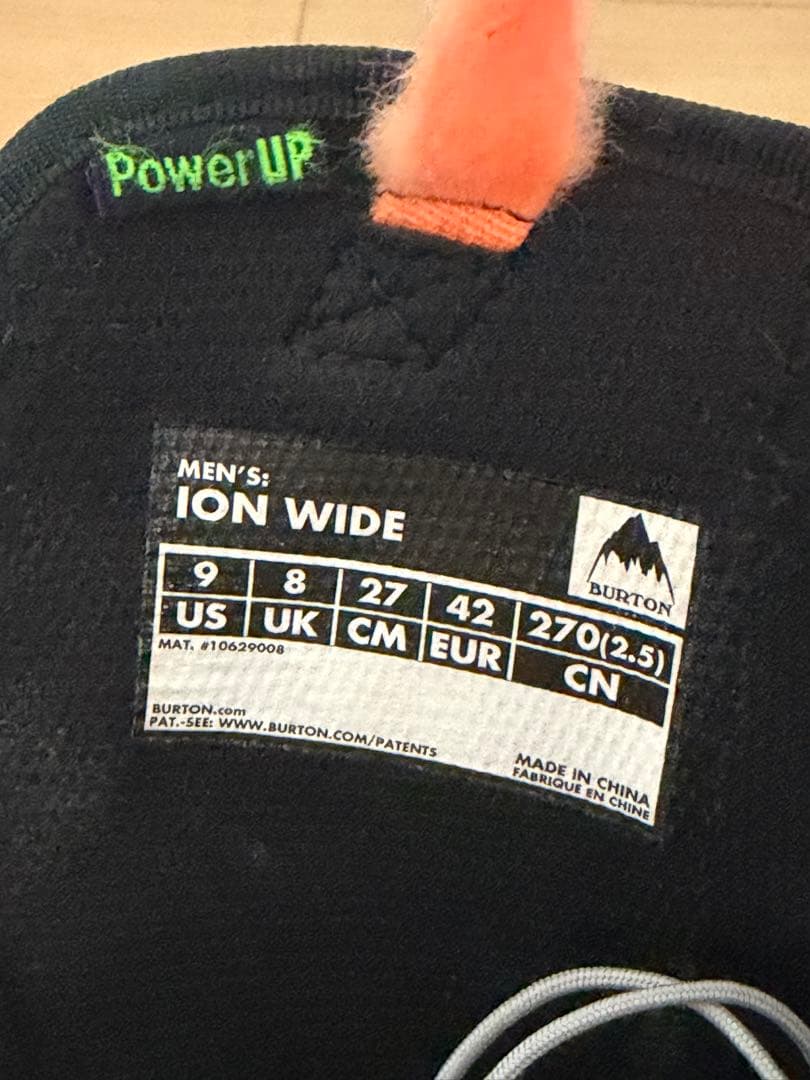 PowerUP
MEN'S:
ION WIDE
BURTON
9 8 27 42 270(2.5)
US UK CM EUR CN
MAT. #10629008
BURTON.com
PAT.-SEE: WWW.BURTON.COM/PATENTS
MADE IN CHINA
FABRIQUE EN CHINE